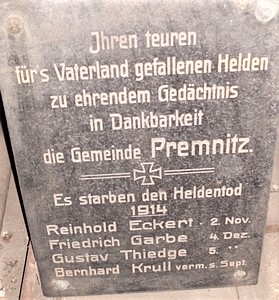 Ihren teuren
für's Vaterland gefallenen Helden
zu ehrendem Gedächtnis
in Dankbarkeit
die Gemeinde Premnitz.
Es starben den Heldentod
1914
Reinhold Eckert - 2. Nov.
Friedrich Garbe 4. Dez.
Gustav Thiedge 5. "
Bernhard Krull verm. s. Sept.